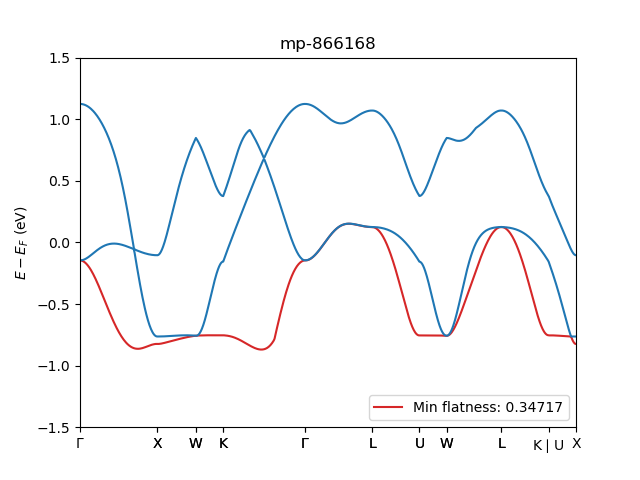 mp-866168
1.5
1.0
0.5
0.0
−0.5
−1.0
−1.5
E − E_F (eV)
Min flatness: 0.34717
Γ X W K Γ L U W L K | U X